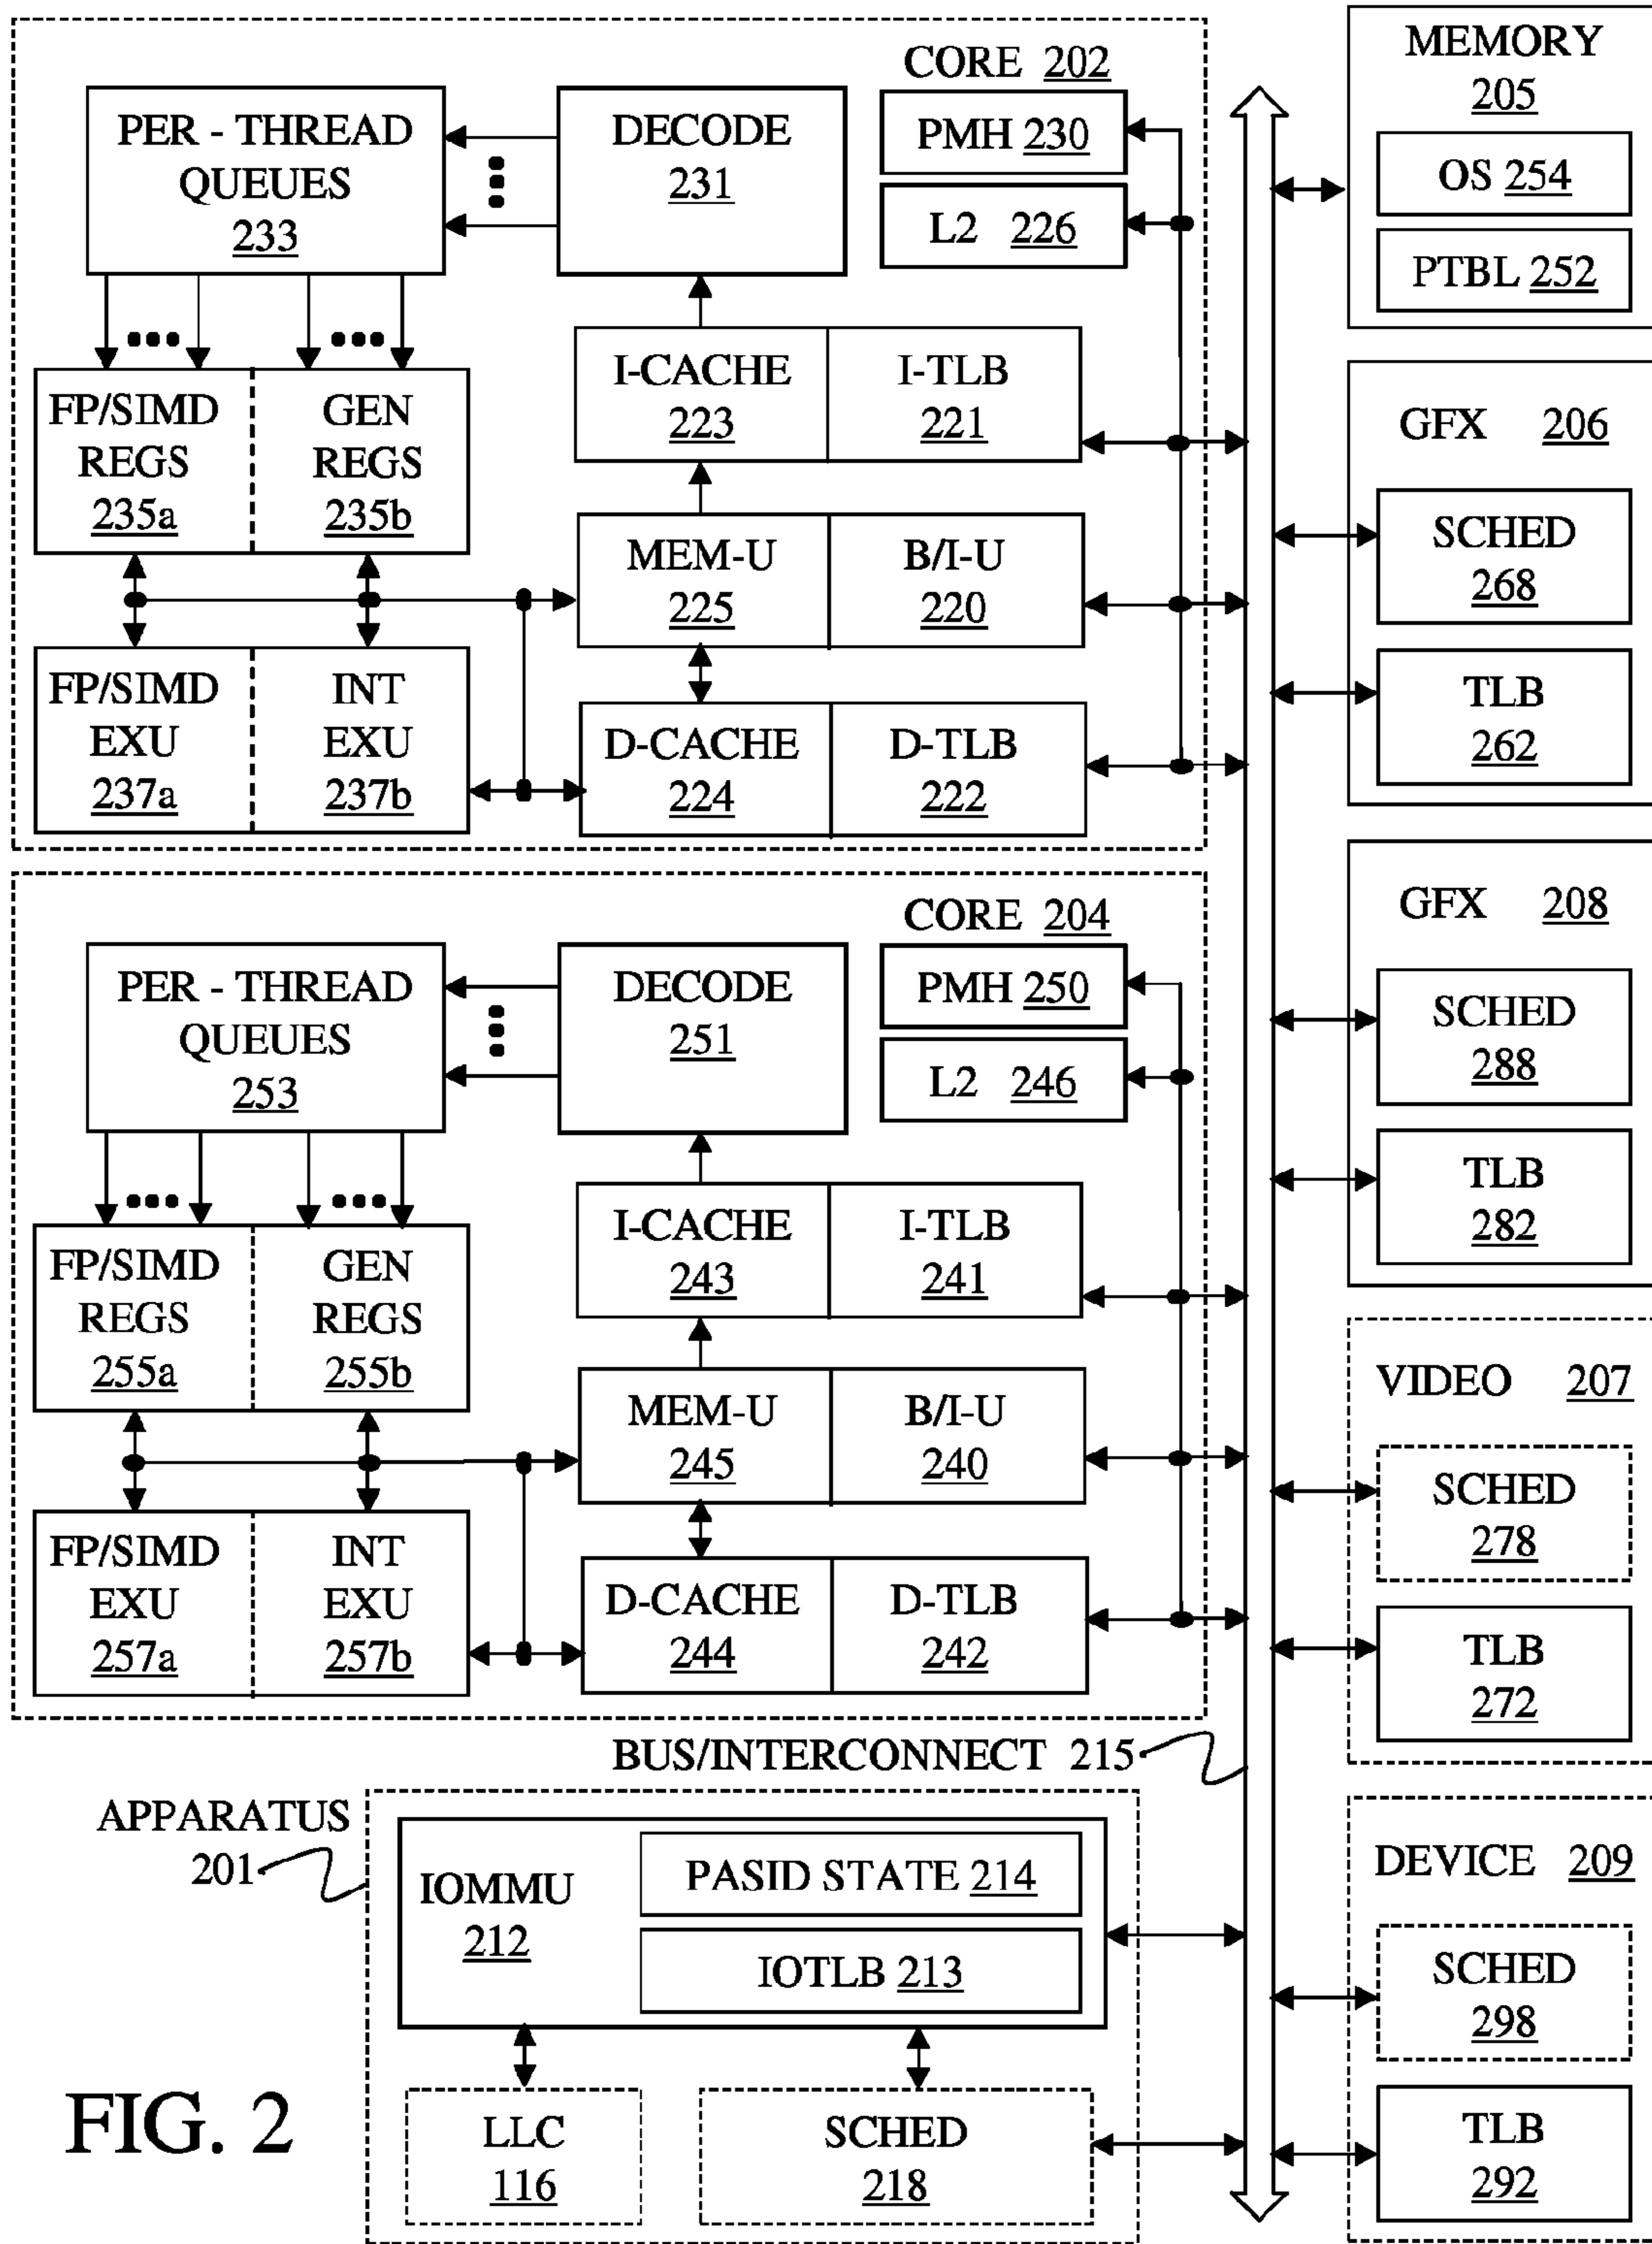 CORE 202
PER - THREAD
QUEUES
233
DECODE
231
PMH 230
L2 226
FP/SIMD
REGS
235a
GEN
REGS
235b
I-CACHE
223
I-TLB
221
MEM-U
225
B/I-U
220
FP/SIMD
EXU
237a
INT
EXU
237b
D-CACHE
224
D-TLB
222
CORE 204
PER - THREAD
QUEUES
253
DECODE
251
PMH 250
L2 246
FP/SIMD
REGS
255a
GEN
REGS
255b
I-CACHE
243
I-TLB
241
MEM-U
245
B/I-U
240
FP/SIMD
EXU
257a
INT
EXU
257b
D-CACHE
244
D-TLB
242
BUS/INTERCONNECT 215
APPARATUS
201
IOMMU
212
PASID STATE 214
IOTLB 213
LLC
116
SCHED
218
MEMORY
205
OS 254
PTBL 252
GFX 206
SCHED
268
TLB
262
GFX 208
SCHED
288
TLB
282
VIDEO 207
SCHED
278
TLB
272
DEVICE 209
SCHED
298
TLB
292
FIG. 2